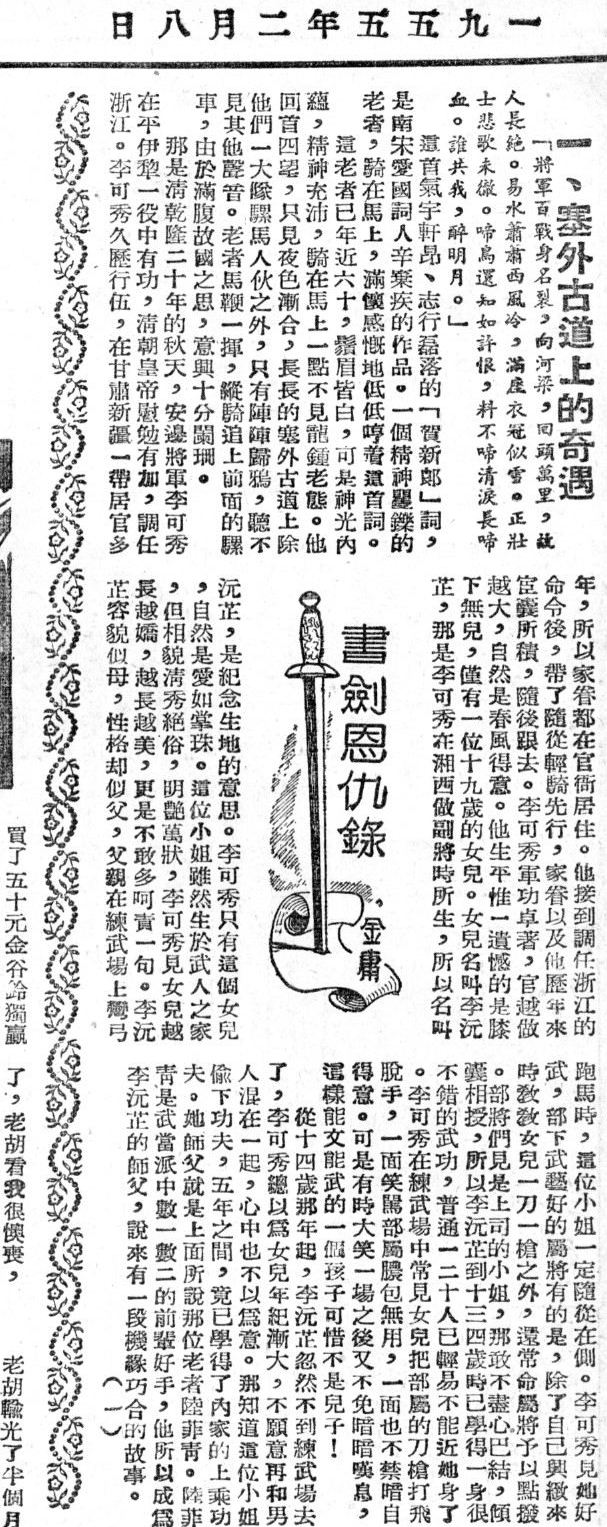 一九五五年二月八日
一、塞外古道上的奇遇
「將軍百戰身名裂，向河梁，回頭萬里，故
人長絕。易水蕭蕭西風冷，滿座衣冠似雪。正壯
士悲歌未徹。啼鳥還知如許恨，料不啼清淚長啼
血。誰共我，醉明月。」
這首氣宇軒昂、志行磊落的「賀新郞」詞，
是南宋愛國詞人辛棄疾的作品。一個精神矍鑠的
老者，騎在馬上，滿懷感慨地低低哼着這首詞。
這老者已年近六十，鬚眉皆白，可是神光內
蘊，精神充沛，騎在馬上一點不見龍鍾老態。他
回首四望，只見夜色漸合，長長的塞外古道上除
他們一大隊騾馬人伙之外，只有陣陣歸鴉，聽不
見其他聲音。老者馬鞭一揮，縱騎追上前面的騾
車，由於滿腹故國之思，意興十分闌珊。
那是清乾隆二十年的秋天，安邊將軍李可秀
在平伊犂一役中有功，清朝皇帝慰勉有加，調任
浙江。李可秀久歷行伍，在甘肅新疆一帶居官多
年，所以家眷都在官衙居住。他接到調任浙江的
命令後，帶了隨從輕騎先行，家眷以及他歷年來
宦囊所積，隨後跟去。李可秀軍功卓著，官越做
越大，自然是春風得意。他生平惟一遺憾的是膝
下無兒，僅有一位十九歲的女兒。女兒名叫李沅
芷，那是李可秀在湘西做副將時所生，所以名叫
書劍恩仇錄
，金庸
沅芷，是紀念生地的意思。李可秀只有這個女兒
，自然是愛如掌珠。這位小姐雖然生於武人之家
，但相貌淸秀絕俗，明艷萬狀，李可秀見女兒越
長越嬌，越長越美，更是不敢多呵責一句。李沅
芷容貌似母，性格却似父，父親在練武場上彎弓
跑馬時，這位小姐一定隨從在側。李可秀見她好
武，部下武藝好的屬將有的是，除了自己興緻來
時敎敎女兒一刀一槍之外，還常命屬將予以點撥
。部將們見是上司的小姐，那敢不盡心巴結，傾
囊相授，所以李沅芷到十三四歲時已學得一身很
不錯的武功，普通一二十人已輕易不能近她身了
。李可秀在練武場中常見女兒把部屬的刀槍打飛
脫手，一面笑罵部屬膿包無用，一面也不禁暗自
得意。可是有時大笑一場之後又不免暗暗嘆息，
這樣能文能武的一個孩子可惜不是兒子！
從十四歲那年起，李沅芷忽然不到練武場去
了，李可秀總以爲女兒年紀漸大，不願意再和男
人混在一起，心中也不以爲意。那知道這位小姐
偸下功夫，五年之間，竟已學得了內家的上乘功
夫。她師父就是上面所說那位老者陸菲靑。陸菲
靑是武當派中數一數二的前輩好手，他所以成爲
李沅芷的師父，說來有一段機緣巧合的故事。
（一）
買了五十元金谷鈴獨贏
了，老胡看我很懊喪，
老胡輸光了半個月